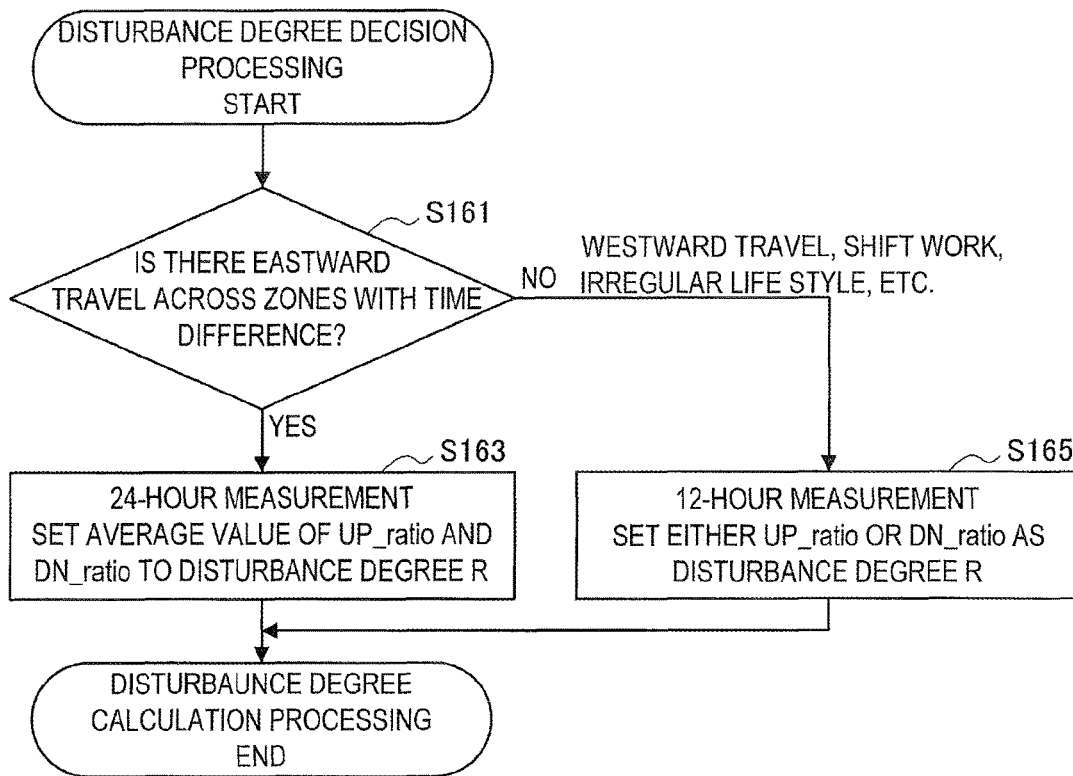 DISTURBANCE DEGREE DECISION
PROCESSING
START
S161
IS THERE EASTWARD
TRAVEL ACROSS ZONES WITH TIME
DIFFERENCE?
NO
WESTWARD TRAVEL, SHIFT WORK,
IRREGULAR LIFE STYLE, ETC.
YES
S163
24-HOUR MEASUREMENT
SET AVERAGE VALUE OF UP_ratio AND
DN_ratio TO DISTURBANCE DEGREE R
S165
12-HOUR MEASUREMENT
SET EITHER UP_ratio OR DN_ratio AS
DISTURBANCE DEGREE R
DISTURBAUNCE DEGREE
CALCULATION PROCESSING
END